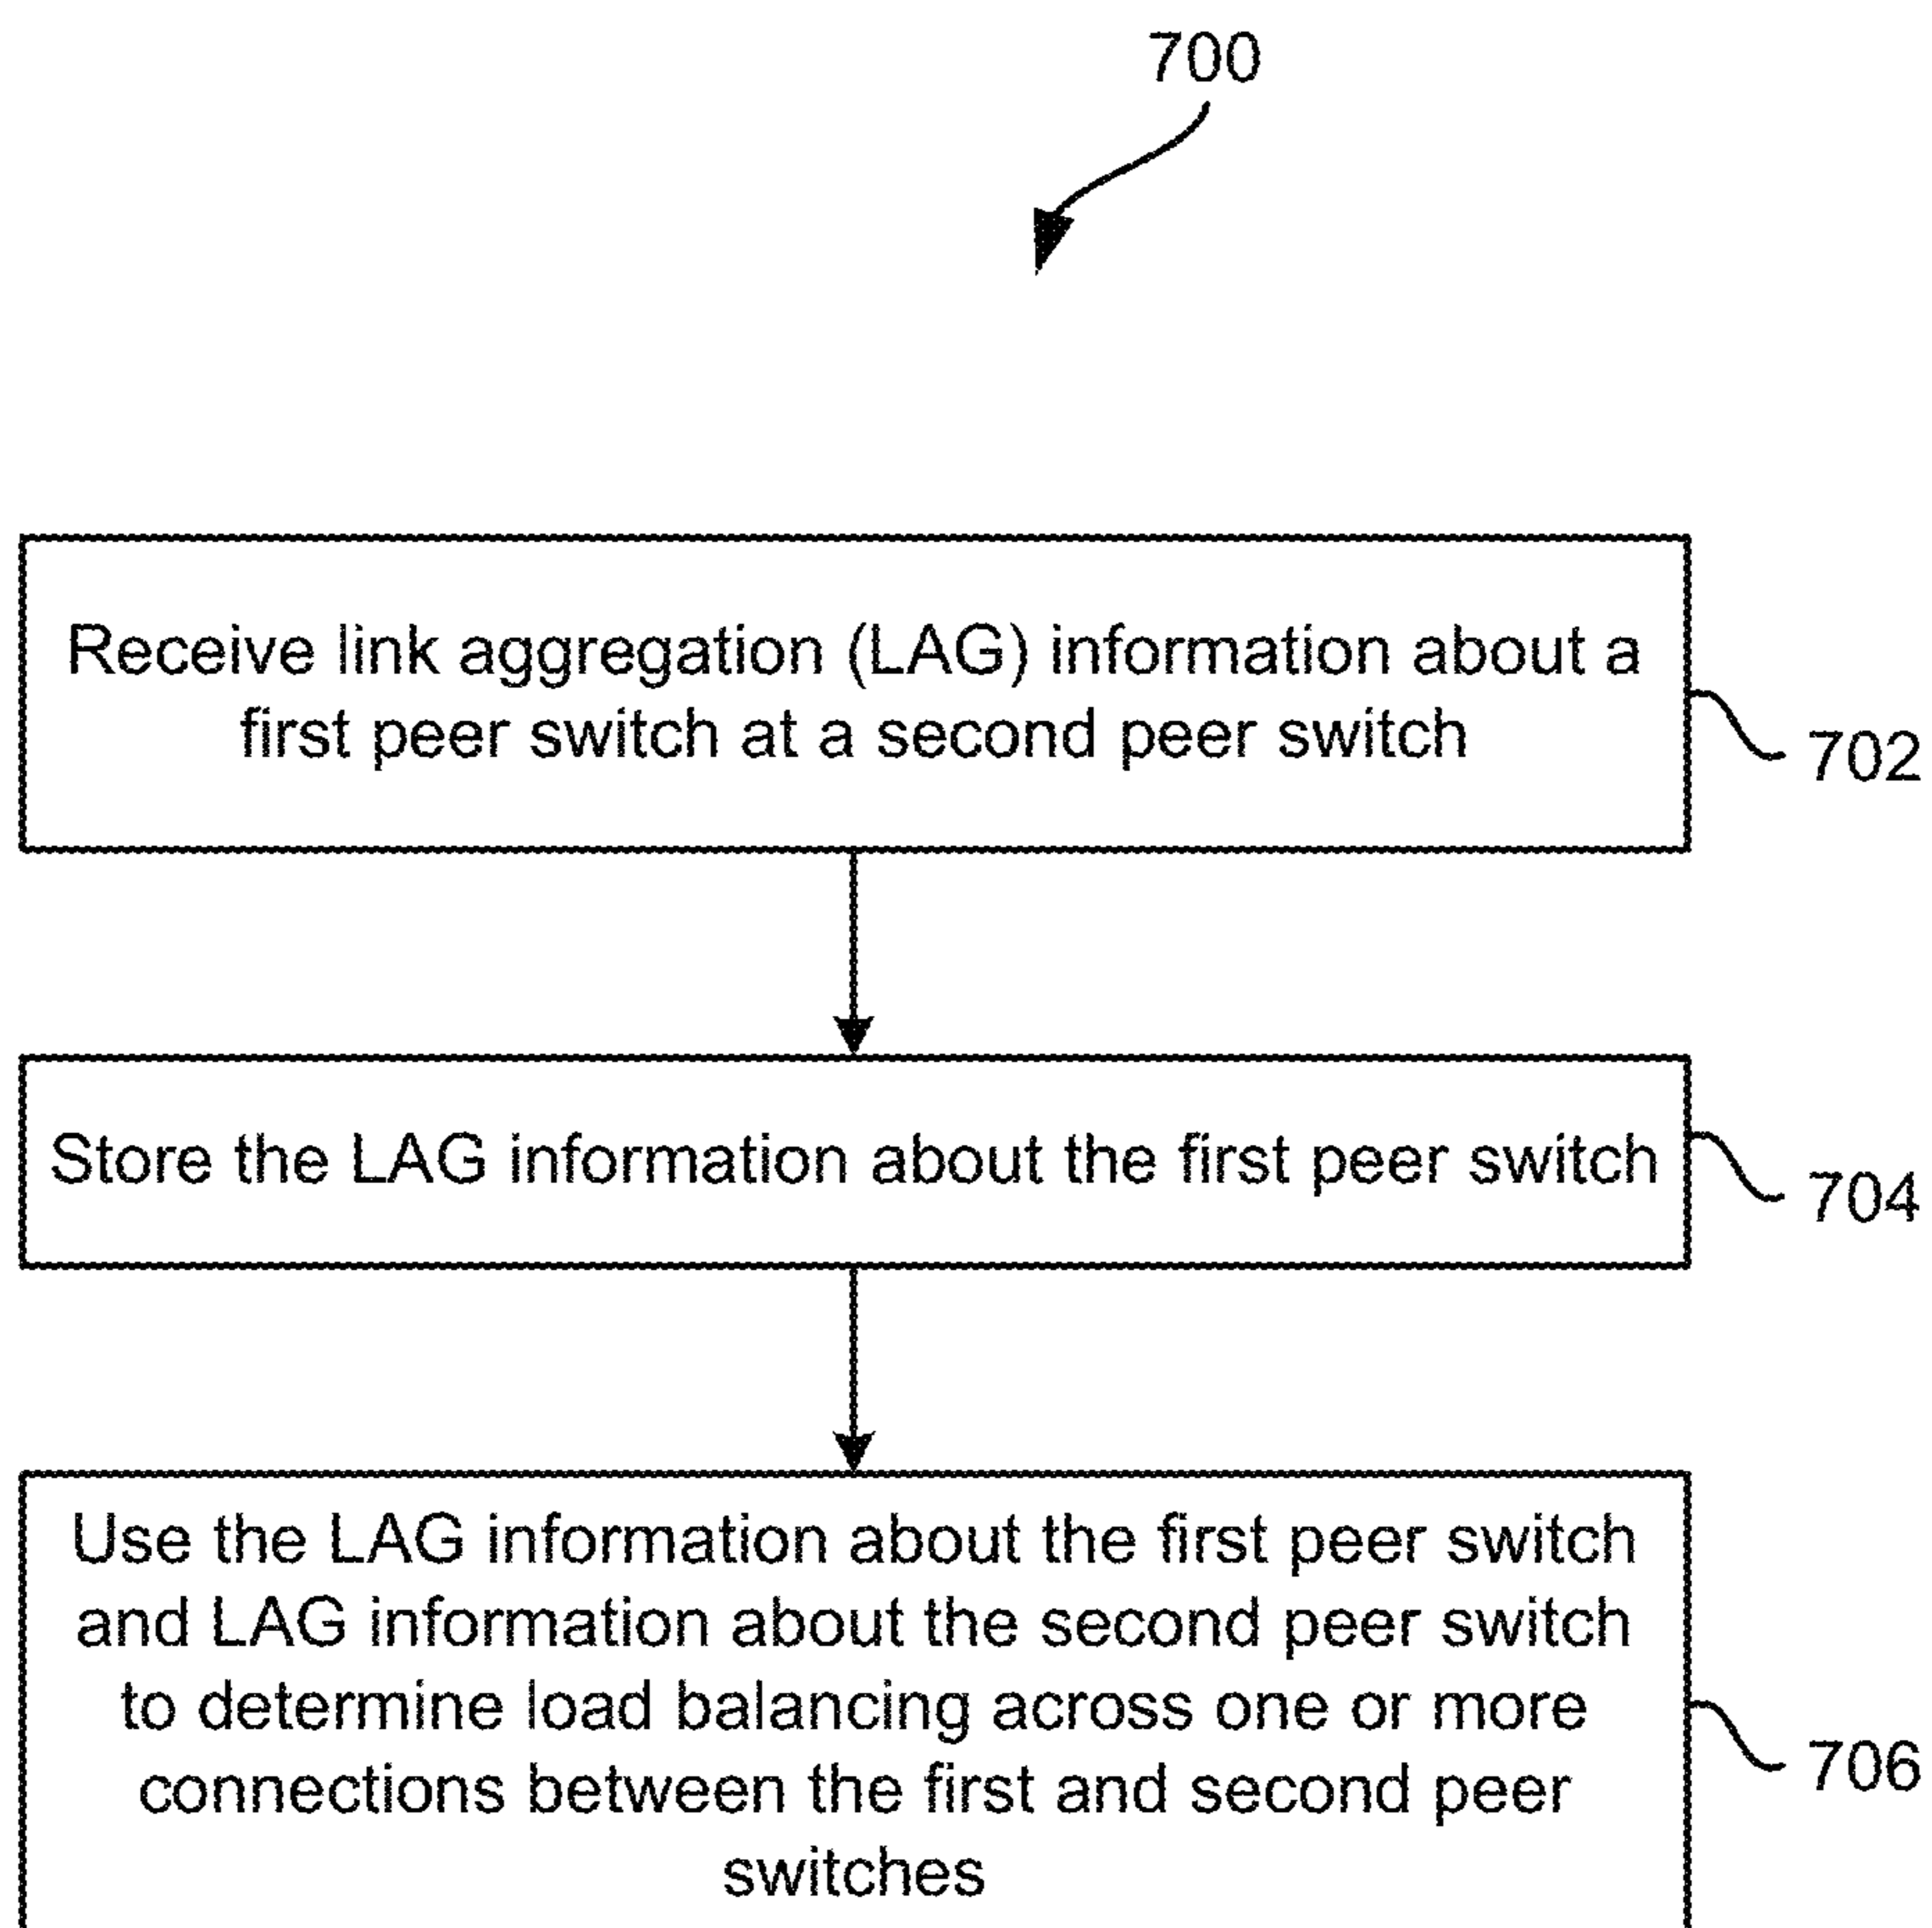 700
Receive link aggregation (LAG) information about a
first peer switch at a second peer switch
702
Store the LAG information about the first peer switch
704
Use the LAG information about the first peer switch
and LAG information about the second peer switch
to determine load balancing across one or more
connections between the first and second peer
switches
706